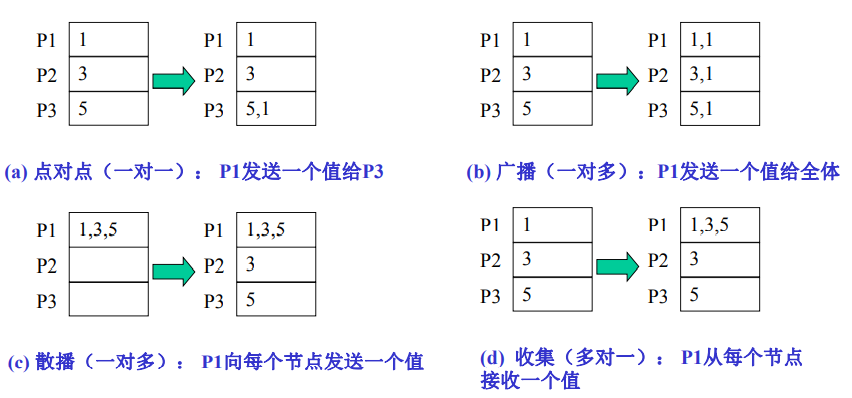 P1 1 P1 1
P2 3 P2 3
P3 5 P3 5,1
(a) 点对点（一对一）： P1发送一个值给P3
P1 1 P1 1,1
P2 3 P2 3,1
P3 5 P3 5,1
(b) 广播（一对多）：P1发送一个值给全体
P1 1,3,5 P1 1,3,5
P2 P2 3
P3 P3 5
(c) 散播（一对多）： P1向每个节点发送一个值
P1 1 P1 1,3,5
P2 3 P2 3
P3 5 P3 5
(d) 收集（多对一）： P1从每个节点
接收一个值